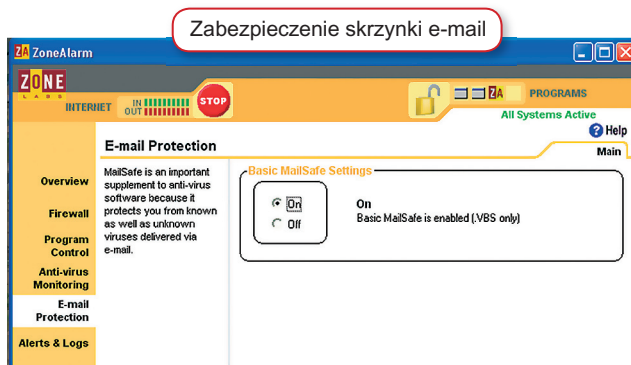 Zabezpieczenie skrzynki e-mail
ZA ZoneAlarm
ZONE
LABS
INTERNET
IN
OUT
STOP
ZA
PROGRAMS
All Systems Active
? Help
E-mail Protection
Main
Overview
Firewall
Program
Control
Anti-virus
Monitoring
E-mail
Protection
Alerts & Logs
MailSafe is an important
supplement to anti-virus
software because it
protects you from known
as well as unknown
viruses delivered via
e-mail.
Basic MailSafe Settings
On
Off
On
Basic MailSafe is enabled (.VBS only)